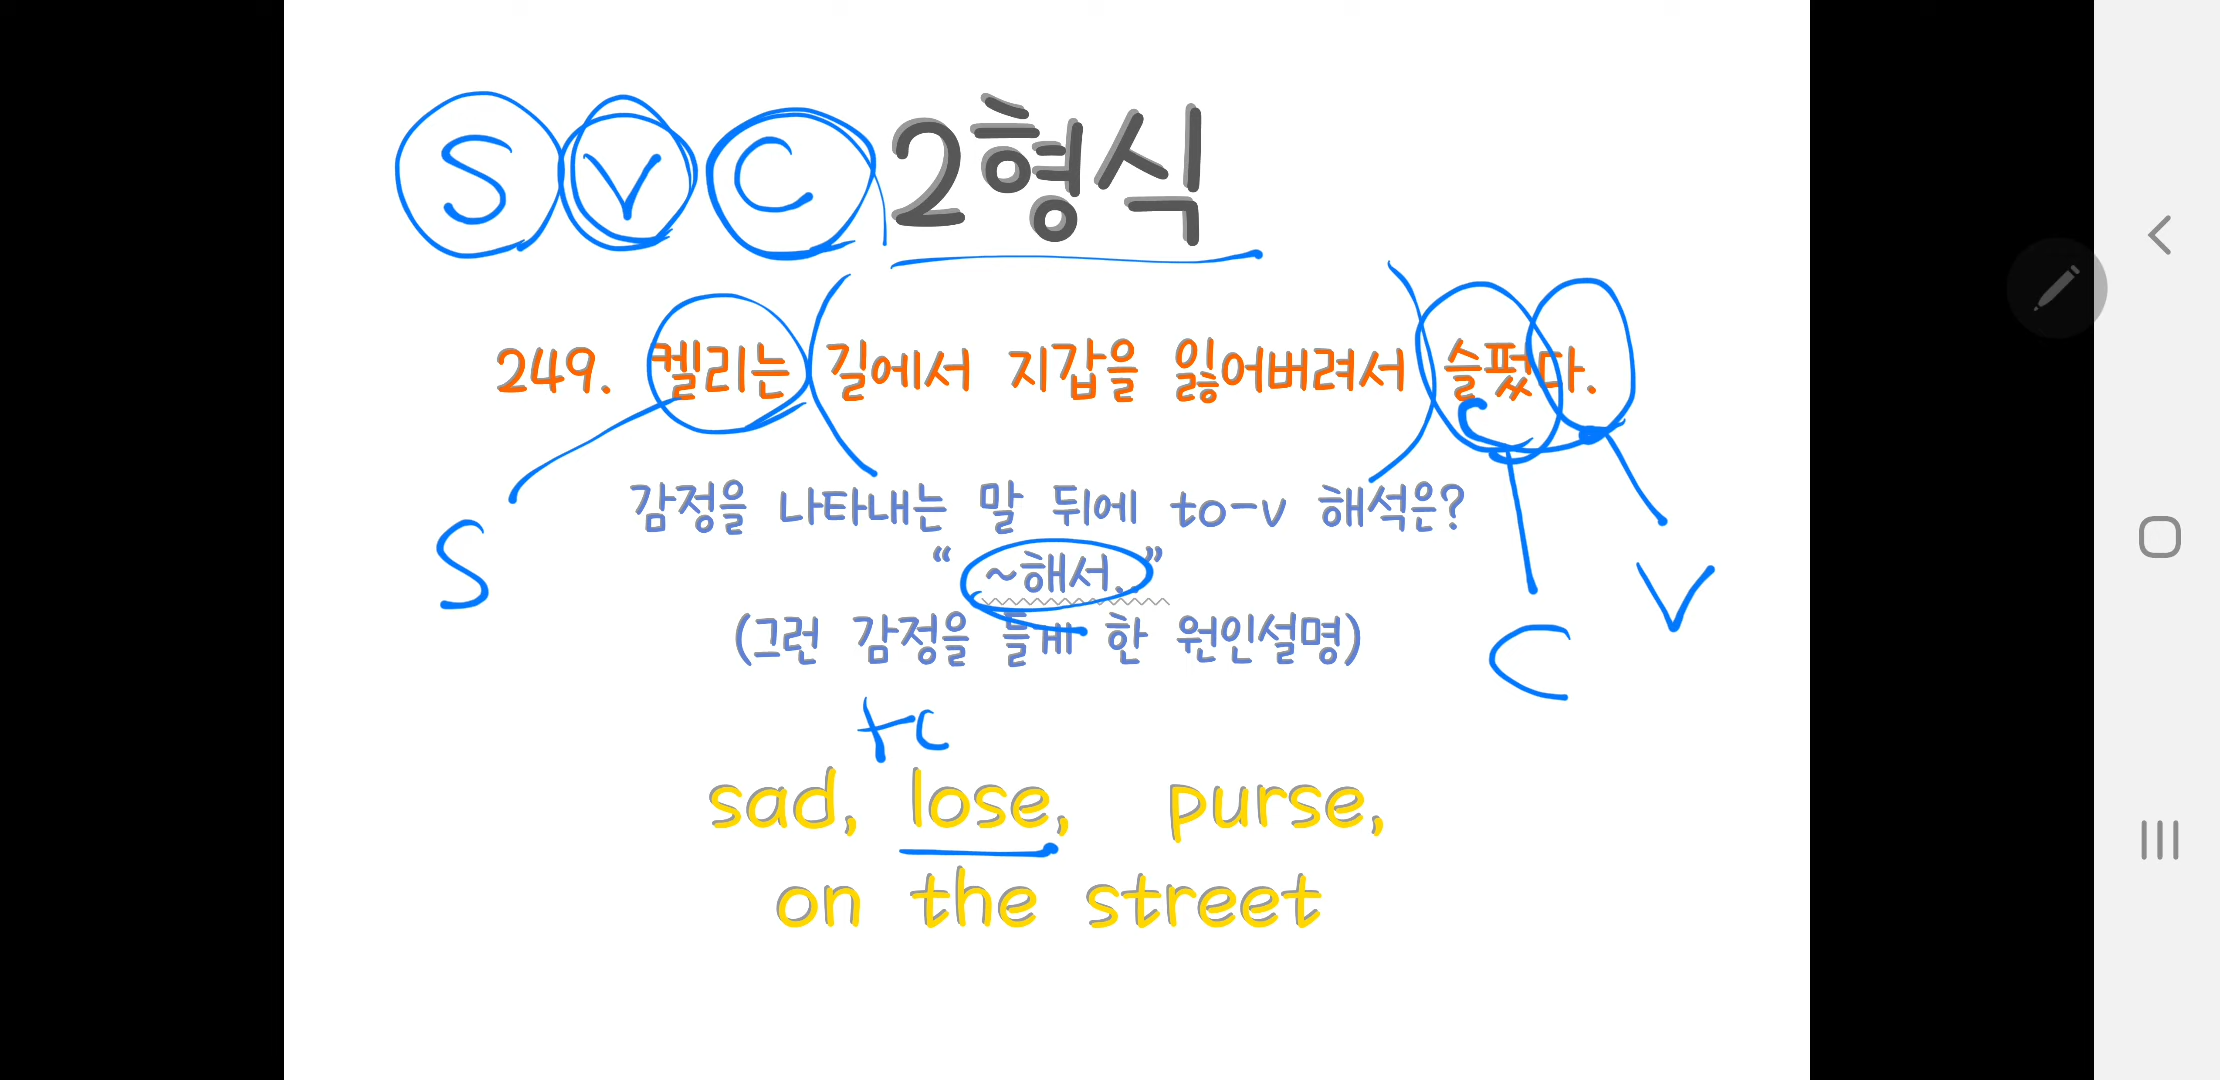 S V C 2형식
249. 켈리는 길에서 지갑을 잃어버려서 슬펐다.
C
감정을 나타내는 말 뒤에 to-v 해석은?
S “ ~해서.” V
(그런 감정을 들게 한 원인설명) C
to
sad, lose, purse,
on the street